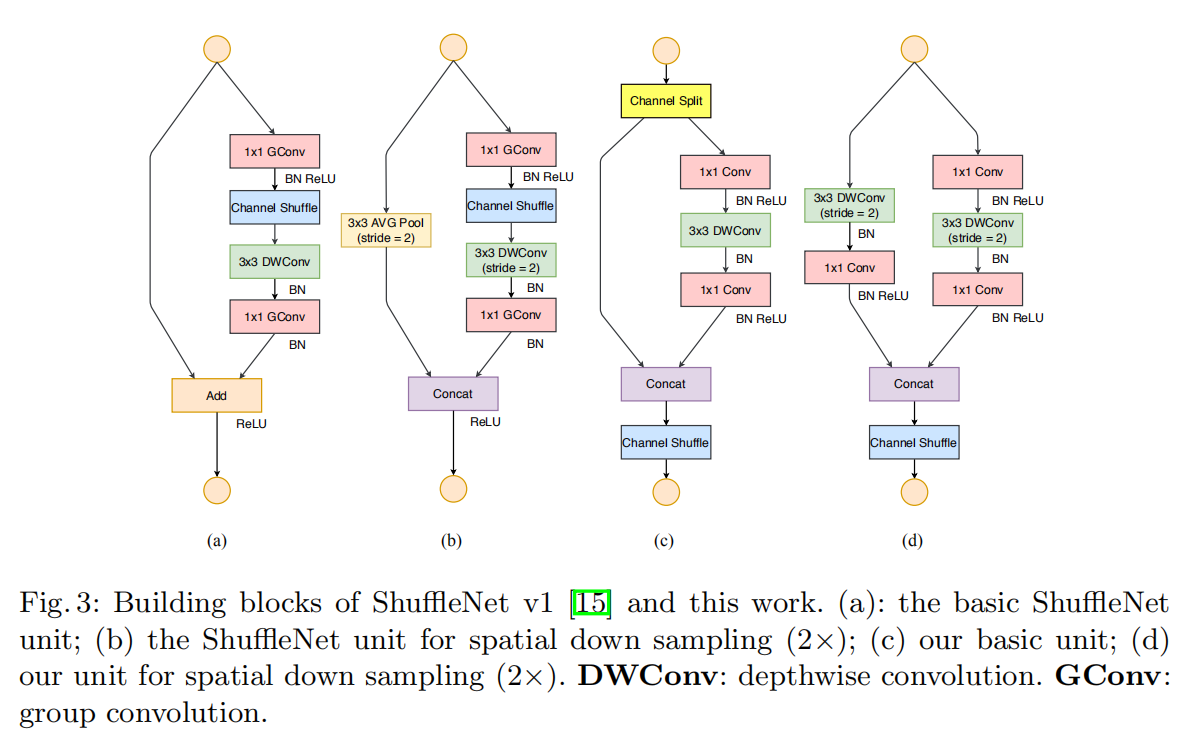 1x1 GConv
BN ReLU
Channel Shuffle
3x3 DWConv
BN
1x1 GConv
BN
Add
ReLU
(a)
1x1 GConv
BN ReLU
Channel Shuffle
3x3 AVG Pool
(stride = 2)
3x3 DWConv
(stride = 2)
BN
1x1 GConv
BN
Concat
ReLU
(b)
Channel Split
1x1 Conv
BN ReLU
3x3 DWConv
BN
1x1 Conv
BN ReLU
Concat
Channel Shuffle
(c)
1x1 Conv
BN ReLU
3x3 DWConv
(stride = 2)
BN
1x1 Conv
BN ReLU
3x3 DWConv
(stride = 2)
BN
1x1 Conv
BN ReLU
Concat
Channel Shuffle
(d)
Fig. 3: Building blocks of ShuffleNet v1 [15] and this work. (a): the basic ShuffleNet
unit; (b) the ShuffleNet unit for spatial down sampling (2×); (c) our basic unit; (d)
our unit for spatial down sampling (2×). DWConv: depthwise convolution. GConv:
group convolution.